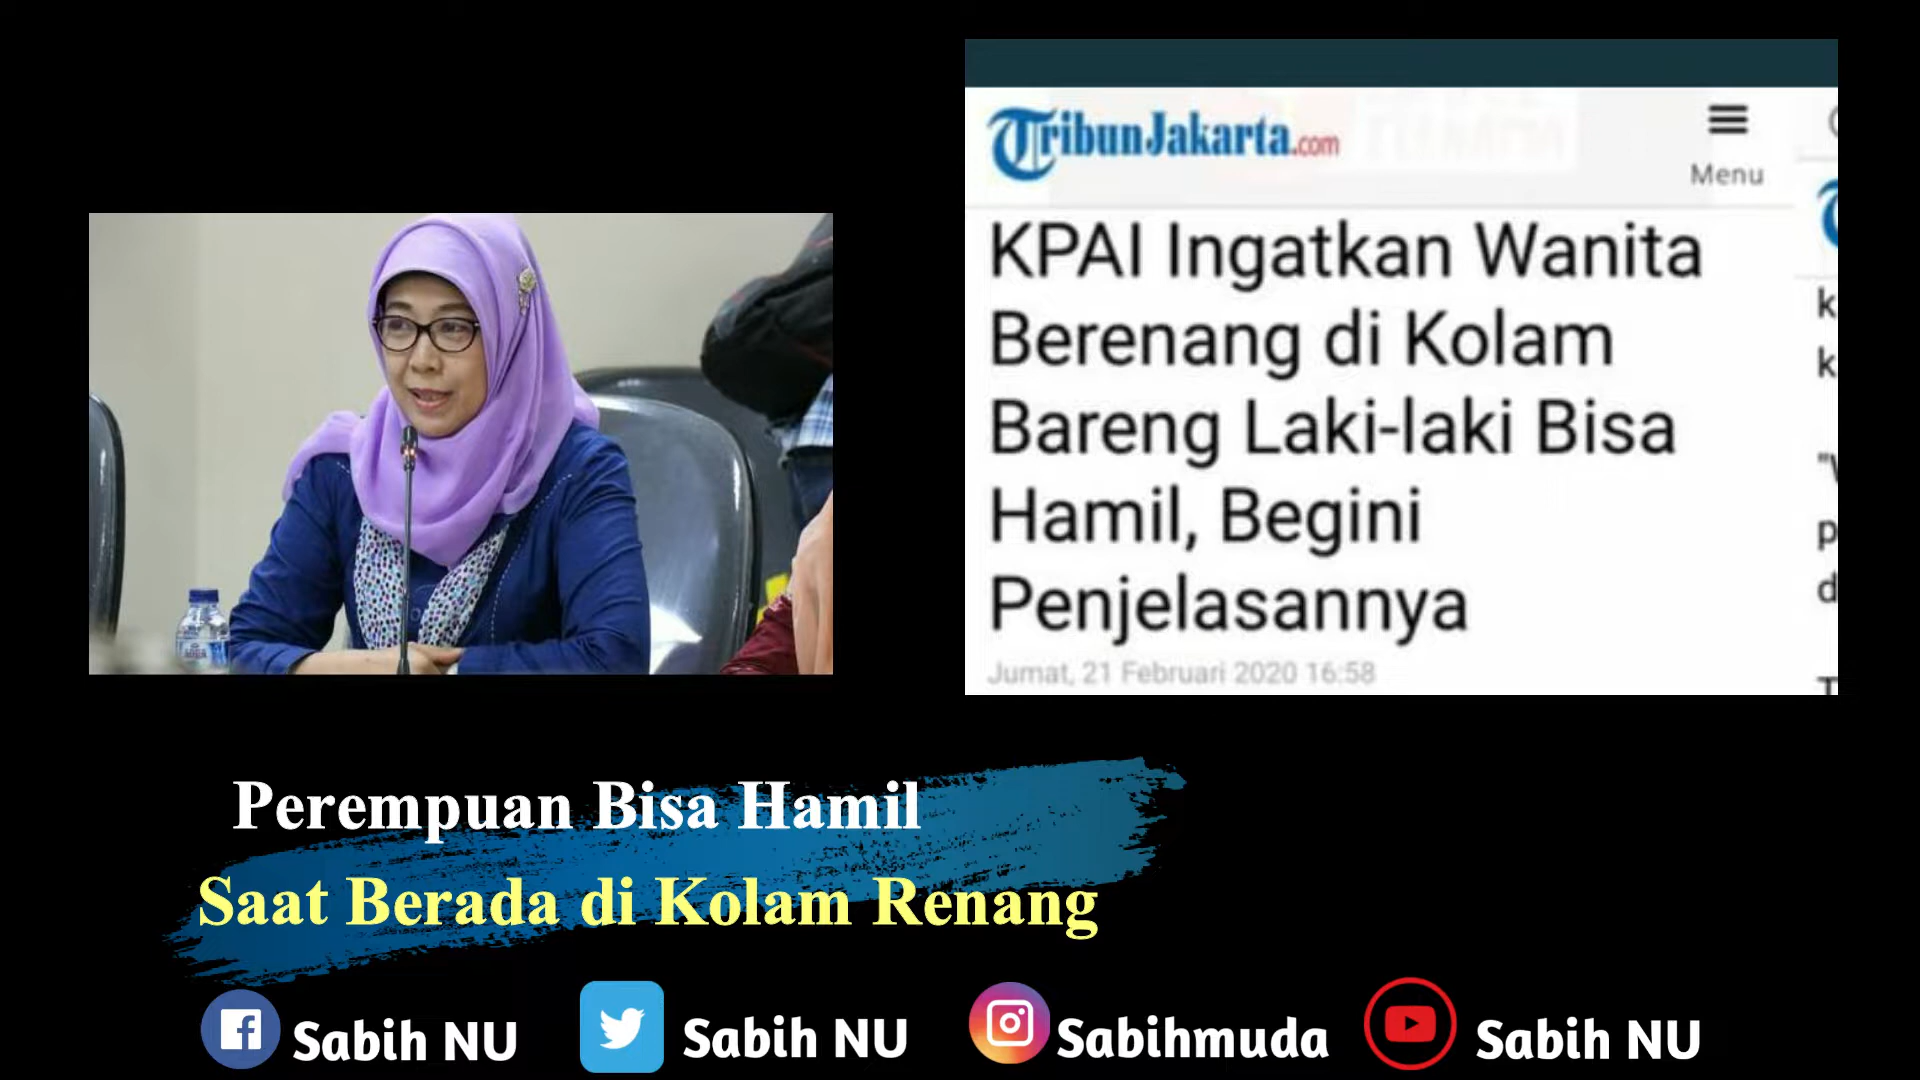 TribunJakarta.com
Menu
KPAI Ingatkan Wanita
Berenang di Kolam
Bareng Laki-laki Bisa
Hamil, Begini
Penjelasannya
Jumat, 21 Februari 2020 16:58
Perempuan Bisa Hamil
Saat Berada di Kolam Renang
Sabih NU
Sabih NU
Sabihmuda
Sabih NU